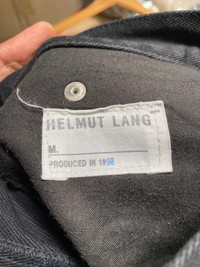 HELMUT LANG
M.
PRODUCED IN 1998